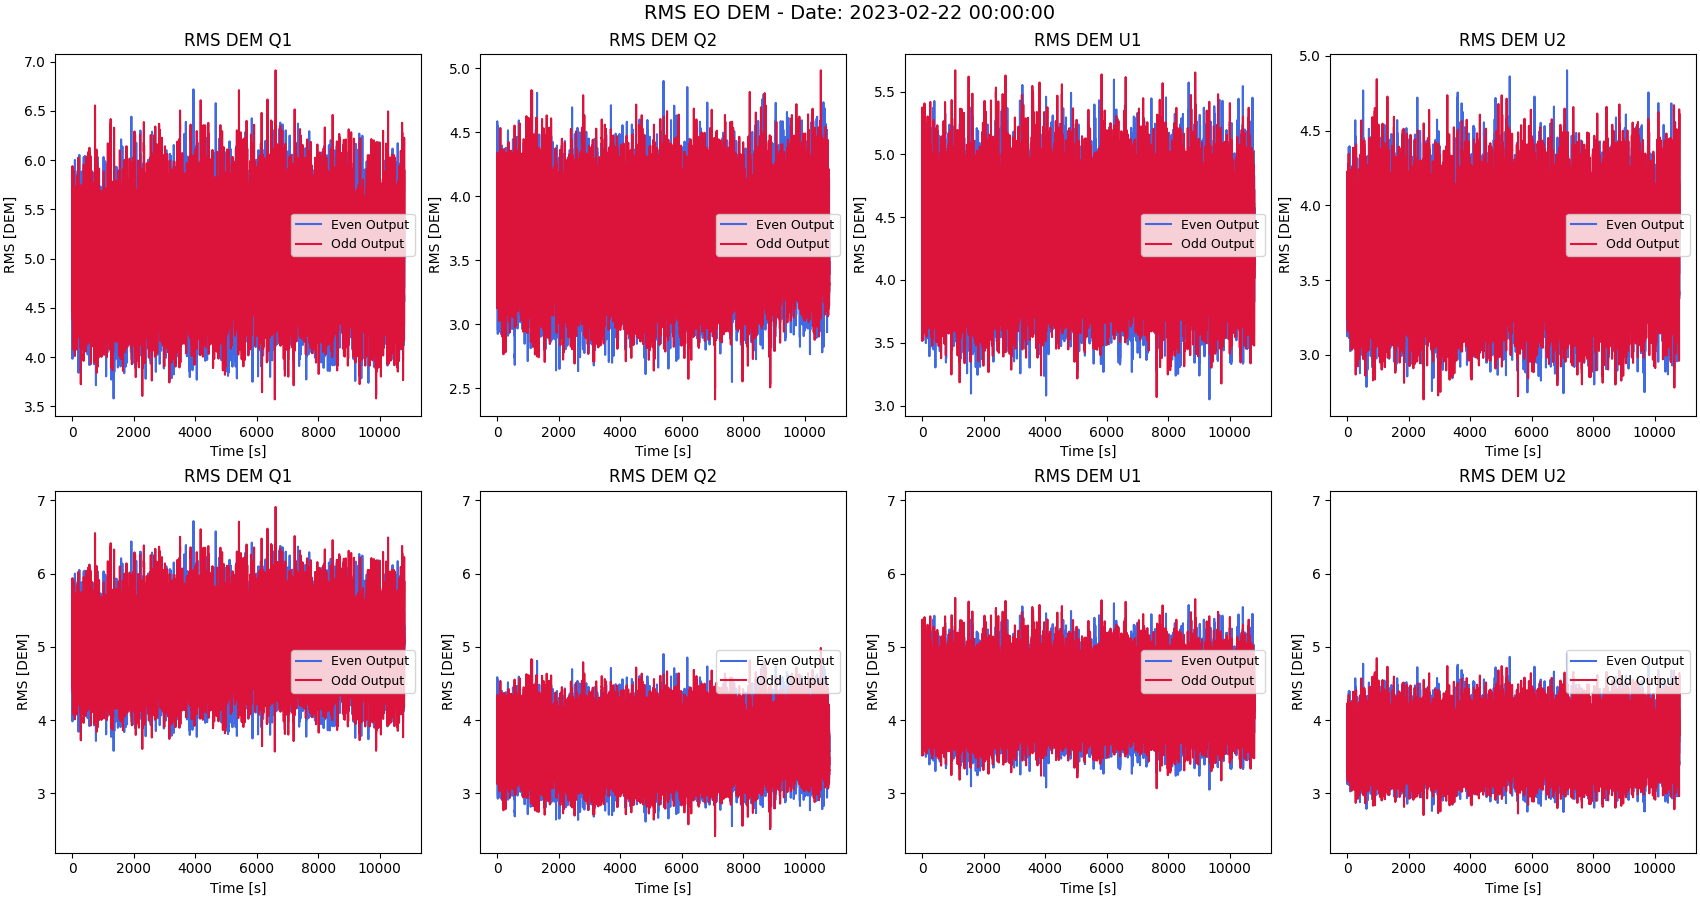 RMS EO DEM - Date: 2023-02-22 00:00:00
RMS DEM Q1
RMS [DEM]
7.0
6.5
6.0
5.5
5.0
4.5
4.0
3.5
Even Output
Odd Output
0 2000 4000 6000 8000 10000
Time [s]
RMS DEM Q2
RMS [DEM]
5.0
4.5
4.0
3.5
3.0
2.5
Even Output
Odd Output
0 2000 4000 6000 8000 10000
Time [s]
RMS DEM U1
RMS [DEM]
5.5
5.0
4.5
4.0
3.5
3.0
Even Output
Odd Output
0 2000 4000 6000 8000 10000
Time [s]
RMS DEM U2
RMS [DEM]
5.0
4.5
4.0
3.5
3.0
Even Output
Odd Output
0 2000 4000 6000 8000 10000
Time [s]
RMS DEM Q1
RMS [DEM]
7
6
5
4
3
Even Output
Odd Output
0 2000 4000 6000 8000 10000
Time [s]
RMS DEM Q2
RMS [DEM]
7
6
5
4
3
Even Output
Odd Output
0 2000 4000 6000 8000 10000
Time [s]
RMS DEM U1
RMS [DEM]
7
6
5
4
3
Even Output
Odd Output
0 2000 4000 6000 8000 10000
Time [s]
RMS DEM U2
RMS [DEM]
7
6
5
4
3
Even Output
Odd Output
0 2000 4000 6000 8000 10000
Time [s]